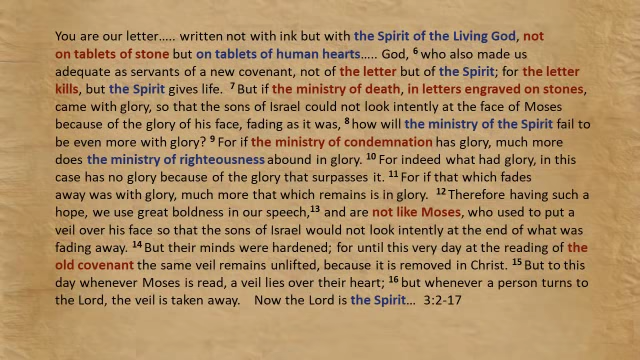 You are our letter..... written not with ink but with the Spirit of the Living God, not
on tablets of stone but on tablets of human hearts..... God, 6 who also made us
adequate as servants of a new covenant, not of the letter but of the Spirit; for the letter
kills, but the Spirit gives life. 7 But if the ministry of death, in letters engraved on stones,
came with glory, so that the sons of Israel could not look intently at the face of Moses
because of the glory of his face, fading as it was, 8 how will the ministry of the Spirit fail to
be even more with glory? 9 For if the ministry of condemnation has glory, much more
does the ministry of righteousness abound in glory. 10 For indeed what had glory, in this
case has no glory because of the glory that surpasses it. 11 For if that which fades
away was with glory, much more that which remains is in glory. 12 Therefore having such a
hope, we use great boldness in our speech,13 and are not like Moses, who used to put a
veil over his face so that the sons of Israel would not look intently at the end of what was
fading away. 14 But their minds were hardened; for until this very day at the reading of the
old covenant the same veil remains unlifted, because it is removed in Christ. 15 But to this
day whenever Moses is read, a veil lies over their heart; 16 but whenever a person turns to
the Lord, the veil is taken away. Now the Lord is the Spirit... 3:2-17